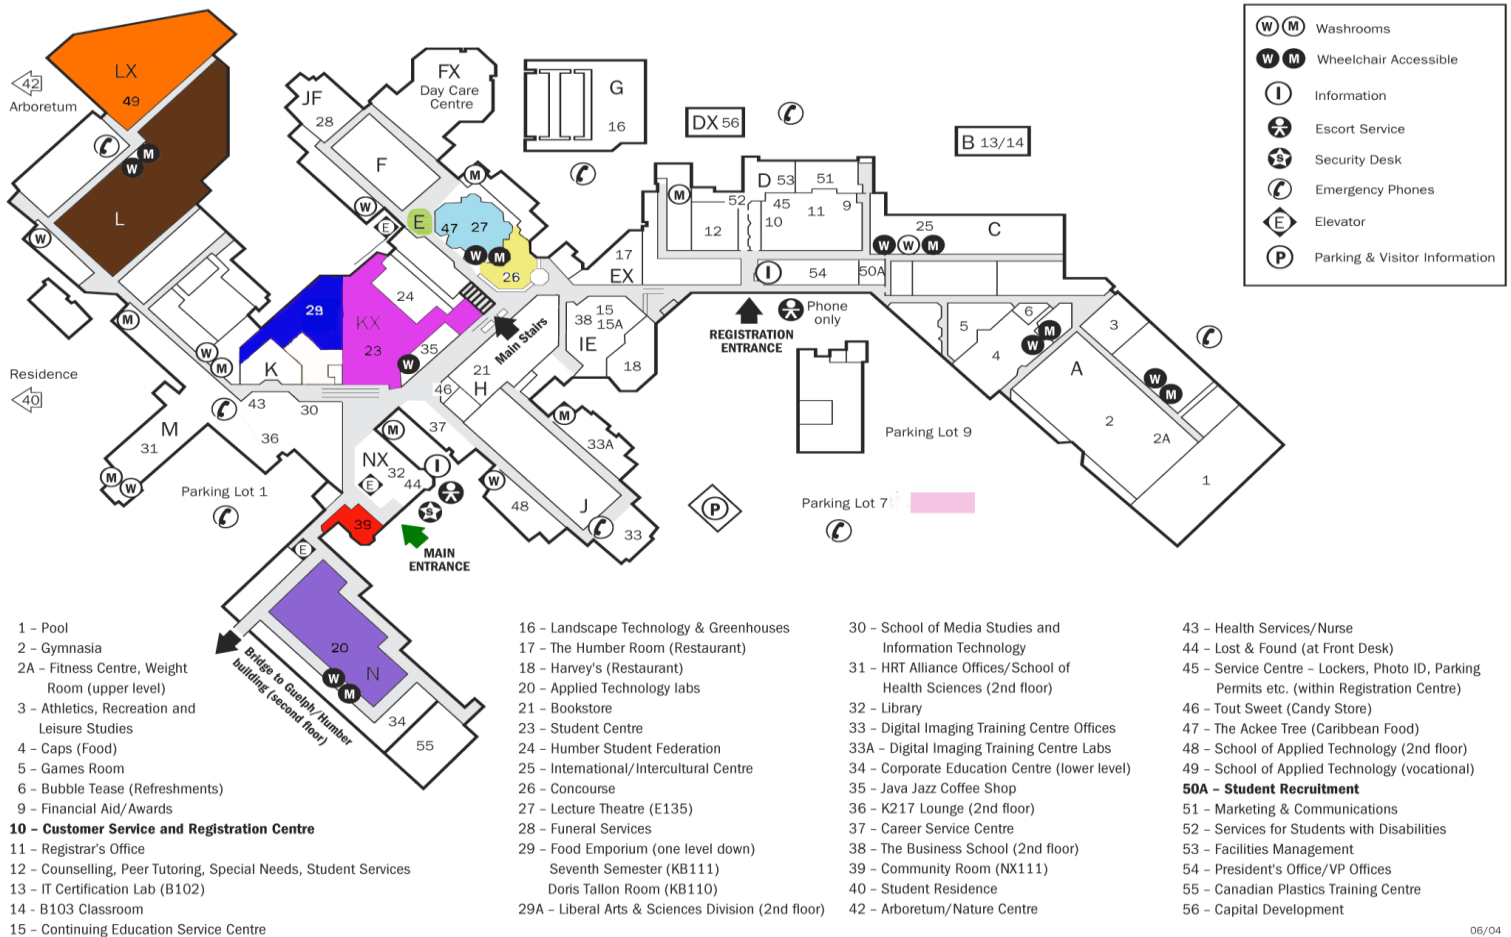 LX
49
42
Arboretum
L
JF
28
FX
Day Care
Centre
F
G
16
DX 56
B 13/14
W M Washrooms
W M Wheelchair Accessible
I Information
Escort Service
S Security Desk
Emergency Phones
E Elevator
P Parking & Visitor Information
M
W
W
M
W
E
E
47 27
W M
26
M
D 53 51
52 45
10 11 9
12
25 C
W W M
17
EX
I 54 50A
Phone
only
REGISTRATION
ENTRANCE
29
24
KX
23
35
W
K
Main Stairs
38 15
15A
IE
18
21
H
46
5 6
4
M
W
3
A
W
M
2
2A
1
M
W
M
Residence
40
43 30
36
M
31
M
W
Parking Lot 1
M
37
NX
32
44
I
E
S
39
MAIN
ENTRANCE
W
48
M
33A
J
33
P
Parking Lot 9
Parking Lot 7
E
20
W
M
N
34
55
Bridge to Guelph/Humber
building (second floor)
1 – Pool
2 – Gymnasia
2A – Fitness Centre, Weight
Room (upper level)
3 – Athletics, Recreation and
Leisure Studies
4 – Caps (Food)
5 – Games Room
6 – Bubble Tease (Refreshments)
9 – Financial Aid/Awards
10 – Customer Service and Registration Centre
11 – Registrar's Office
12 – Counselling, Peer Tutoring, Special Needs, Student Services
13 – IT Certification Lab (B102)
14 - B103 Classroom
15 – Continuing Education Service Centre
16 – Landscape Technology & Greenhouses
17 – The Humber Room (Restaurant)
18 – Harvey's (Restaurant)
20 – Applied Technology labs
21 – Bookstore
23 – Student Centre
24 – Humber Student Federation
25 – International/Intercultural Centre
26 – Concourse
27 – Lecture Theatre (E135)
28 – Funeral Services
29 – Food Emporium (one level down)
Seventh Semester (KB111)
Doris Tallon Room (KB110)
29A – Liberal Arts & Sciences Division (2nd floor)
30 – School of Media Studies and
Information Technology
31 – HRT Alliance Offices/School of
Health Sciences (2nd floor)
32 – Library
33 – Digital Imaging Training Centre Offices
33A – Digital Imaging Training Centre Labs
34 – Corporate Education Centre (lower level)
35 – Java Jazz Coffee Shop
36 – K217 Lounge (2nd floor)
37 – Career Service Centre
38 – The Business School (2nd floor)
39 – Community Room (NX111)
40 – Student Residence
42 – Arboretum/Nature Centre
43 – Health Services/Nurse
44 – Lost & Found (at Front Desk)
45 – Service Centre – Lockers, Photo ID, Parking
Permits etc. (within Registration Centre)
46 – Tout Sweet (Candy Store)
47 – The Ackee Tree (Caribbean Food)
48 – School of Applied Technology (2nd floor)
49 – School of Applied Technology (vocational)
50A – Student Recruitment
51 – Marketing & Communications
52 – Services for Students with Disabilities
53 – Facilities Management
54 – President's Office/VP Offices
55 – Canadian Plastics Training Centre
56 – Capital Development
06/04